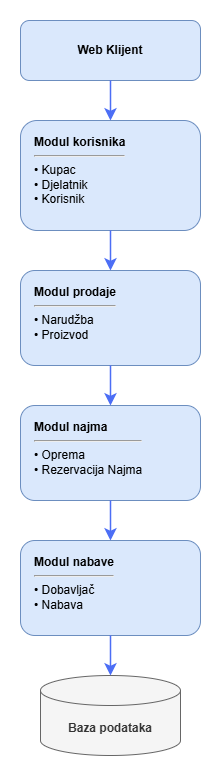 Web Klijent
Modul korisnika
• Kupac
• Djelatnik
• Korisnik
Modul prodaje
• Narudžba
• Proizvod
Modul najma
• Oprema
• Rezervacija Najma
Modul nabave
• Dobavljač
• Nabava
Baza podataka